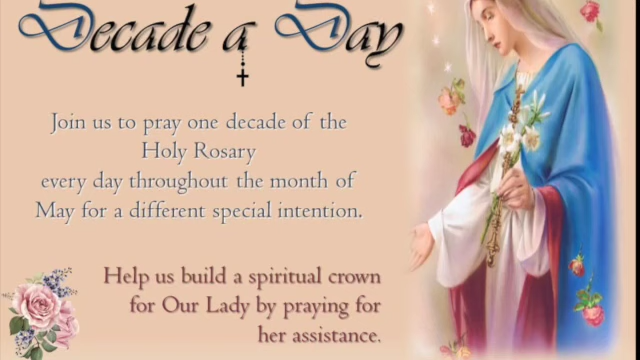 Decade a Day
Join us to pray one decade of the
Holy Rosary
every day throughout the month of
May for a different special intention.
Help us build a spiritual crown
for Our Lady by praying for
her assistance.